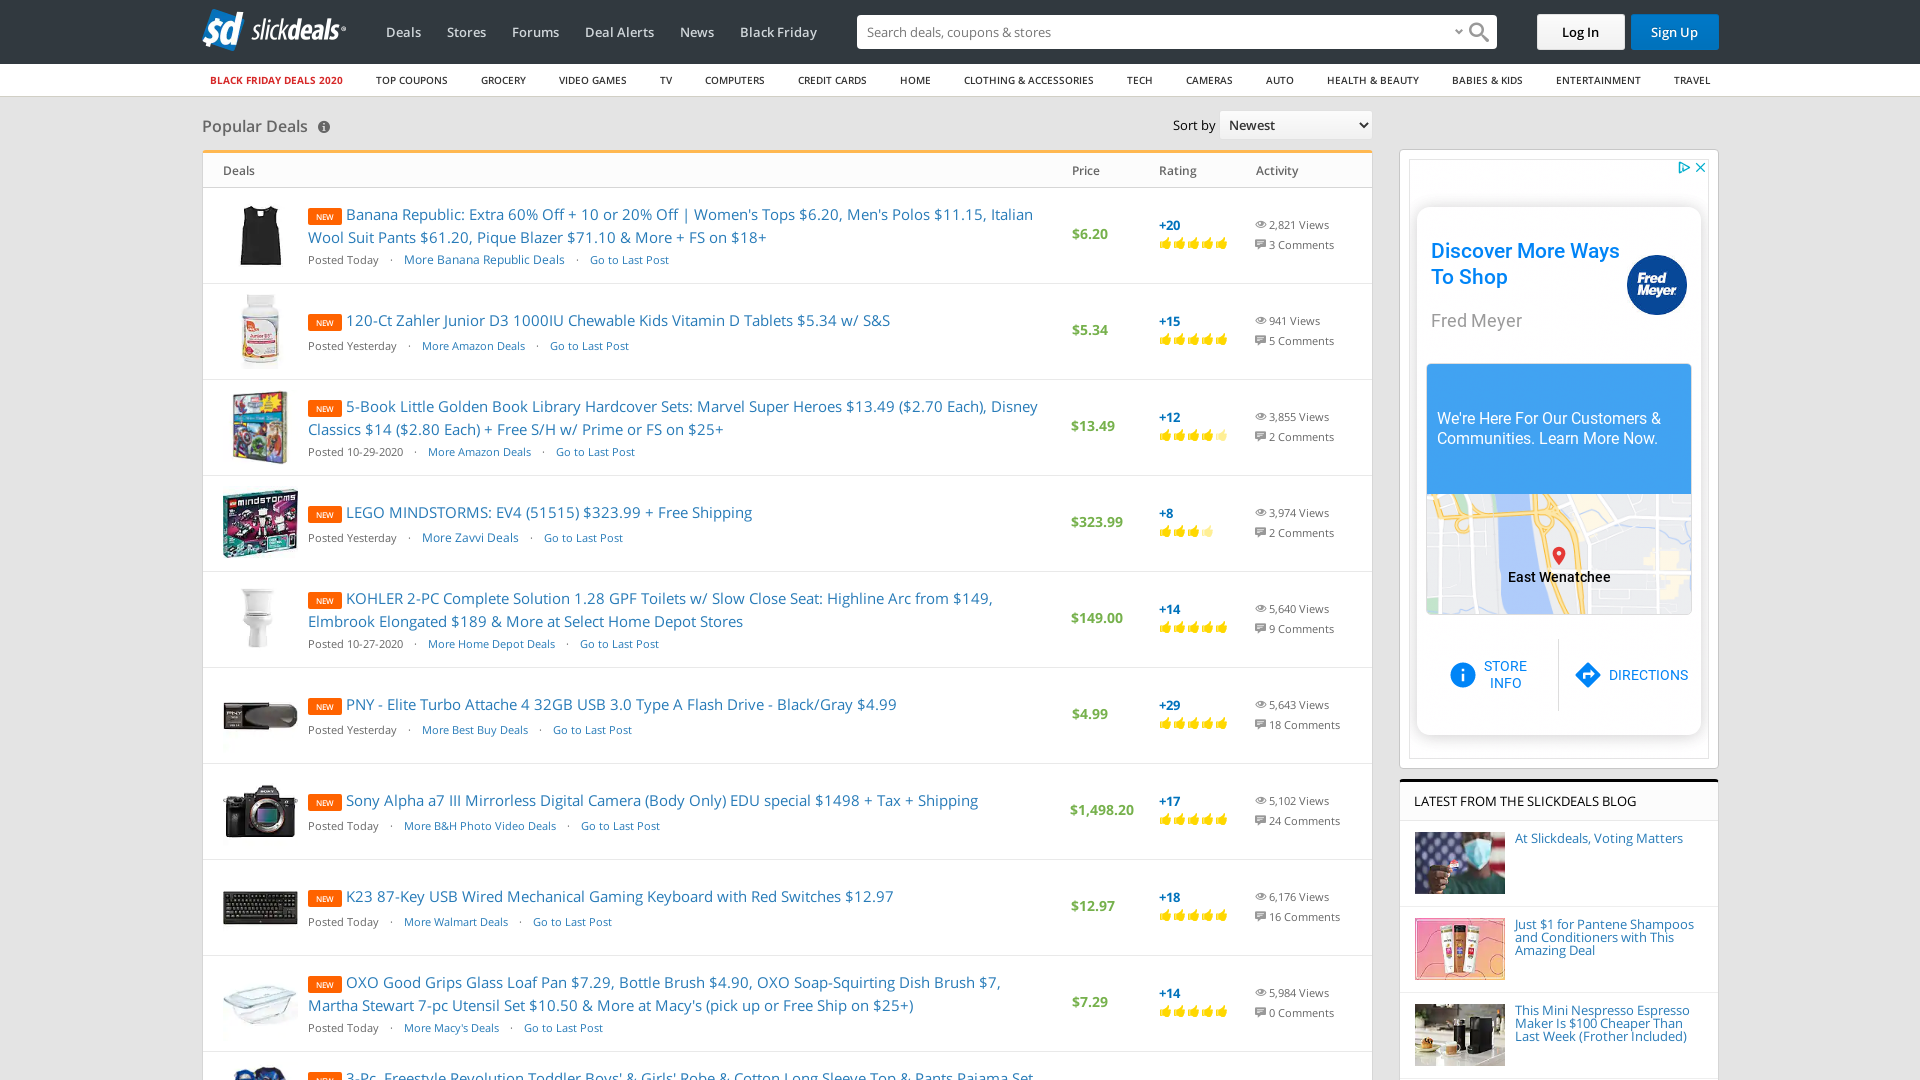 sd slickdeals
Deals Stores Forums Deal Alerts News Black Friday
Search deals, coupons & stores
Log In
Sign Up
BLACK FRIDAY DEALS 2020 TOP COUPONS GROCERY VIDEO GAMES TV COMPUTERS CREDIT CARDS HOME CLOTHING & ACCESSORIES TECH CAMERAS AUTO HEALTH & BEAUTY BABIES & KIDS ENTERTAINMENT TRAVEL
Popular Deals
Sort by Newest
Deals Price Rating Activity
NEW Banana Republic: Extra 60% Off + 10 or 20% Off | Women's Tops $6.20, Men's Polos $11.15, Italian
Wool Suit Pants $61.20, Pique Blazer $71.10 & More + FS on $18+
Posted Today · More Banana Republic Deals · Go to Last Post
$6.20
+20
2,821 Views
3 Comments
NEW 120-Ct Zahler Junior D3 1000IU Chewable Kids Vitamin D Tablets $5.34 w/ S&S
Posted Yesterday · More Amazon Deals · Go to Last Post
$5.34
+15
941 Views
5 Comments
NEW 5-Book Little Golden Book Library Hardcover Sets: Marvel Super Heroes $13.49 ($2.70 Each), Disney
Classics $14 ($2.80 Each) + Free S/H w/ Prime or FS on $25+
Posted 10-29-2020 · More Amazon Deals · Go to Last Post
$13.49
+12
3,855 Views
2 Comments
MINDSTORMS
NEW LEGO MINDSTORMS: EV4 (51515) $323.99 + Free Shipping
Posted Yesterday · More Zavvi Deals · Go to Last Post
$323.99
+8
3,974 Views
2 Comments
NEW KOHLER 2-PC Complete Solution 1.28 GPF Toilets w/ Slow Close Seat: Highline Arc from $149,
Elmbrook Elongated $189 & More at Select Home Depot Stores
Posted 10-27-2020 · More Home Depot Deals · Go to Last Post
$149.00
+14
5,640 Views
9 Comments
PNY
NEW PNY - Elite Turbo Attache 4 32GB USB 3.0 Type A Flash Drive - Black/Gray $4.99
Posted Yesterday · More Best Buy Deals · Go to Last Post
$4.99
+29
5,643 Views
18 Comments
NEW Sony Alpha a7 III Mirrorless Digital Camera (Body Only) EDU special $1498 + Tax + Shipping
Posted Today · More B&H Photo Video Deals · Go to Last Post
$1,498.20
+17
5,102 Views
24 Comments
NEW K23 87-Key USB Wired Mechanical Gaming Keyboard with Red Switches $12.97
Posted Today · More Walmart Deals · Go to Last Post
$12.97
+18
6,176 Views
16 Comments
NEW OXO Good Grips Glass Loaf Pan $7.29, Bottle Brush $4.90, OXO Soap-Squirting Dish Brush $7,
Martha Stewart 7-pc Utensil Set $10.50 & More at Macy's (pick up or Free Ship on $25+)
Posted Today · More Macy's Deals · Go to Last Post
$7.29
+14
5,984 Views
0 Comments
NEW 3-Pc. Freestyle Revolution Toddler Boys' & Girls' Robe & Cotton Long Sleeve Top & Pants Pajama Set
Discover More Ways
To Shop
Fred Meyer
Fred
Meyer
We're Here For Our Customers &
Communities. Learn More Now.
East Wenatchee
STORE
INFO
DIRECTIONS
LATEST FROM THE SLICKDEALS BLOG
At Slickdeals, Voting Matters
Just $1 for Pantene Shampoos
and Conditioners with This
Amazing Deal
This Mini Nespresso Espresso
Maker Is $100 Cheaper Than
Last Week (Frother Included)